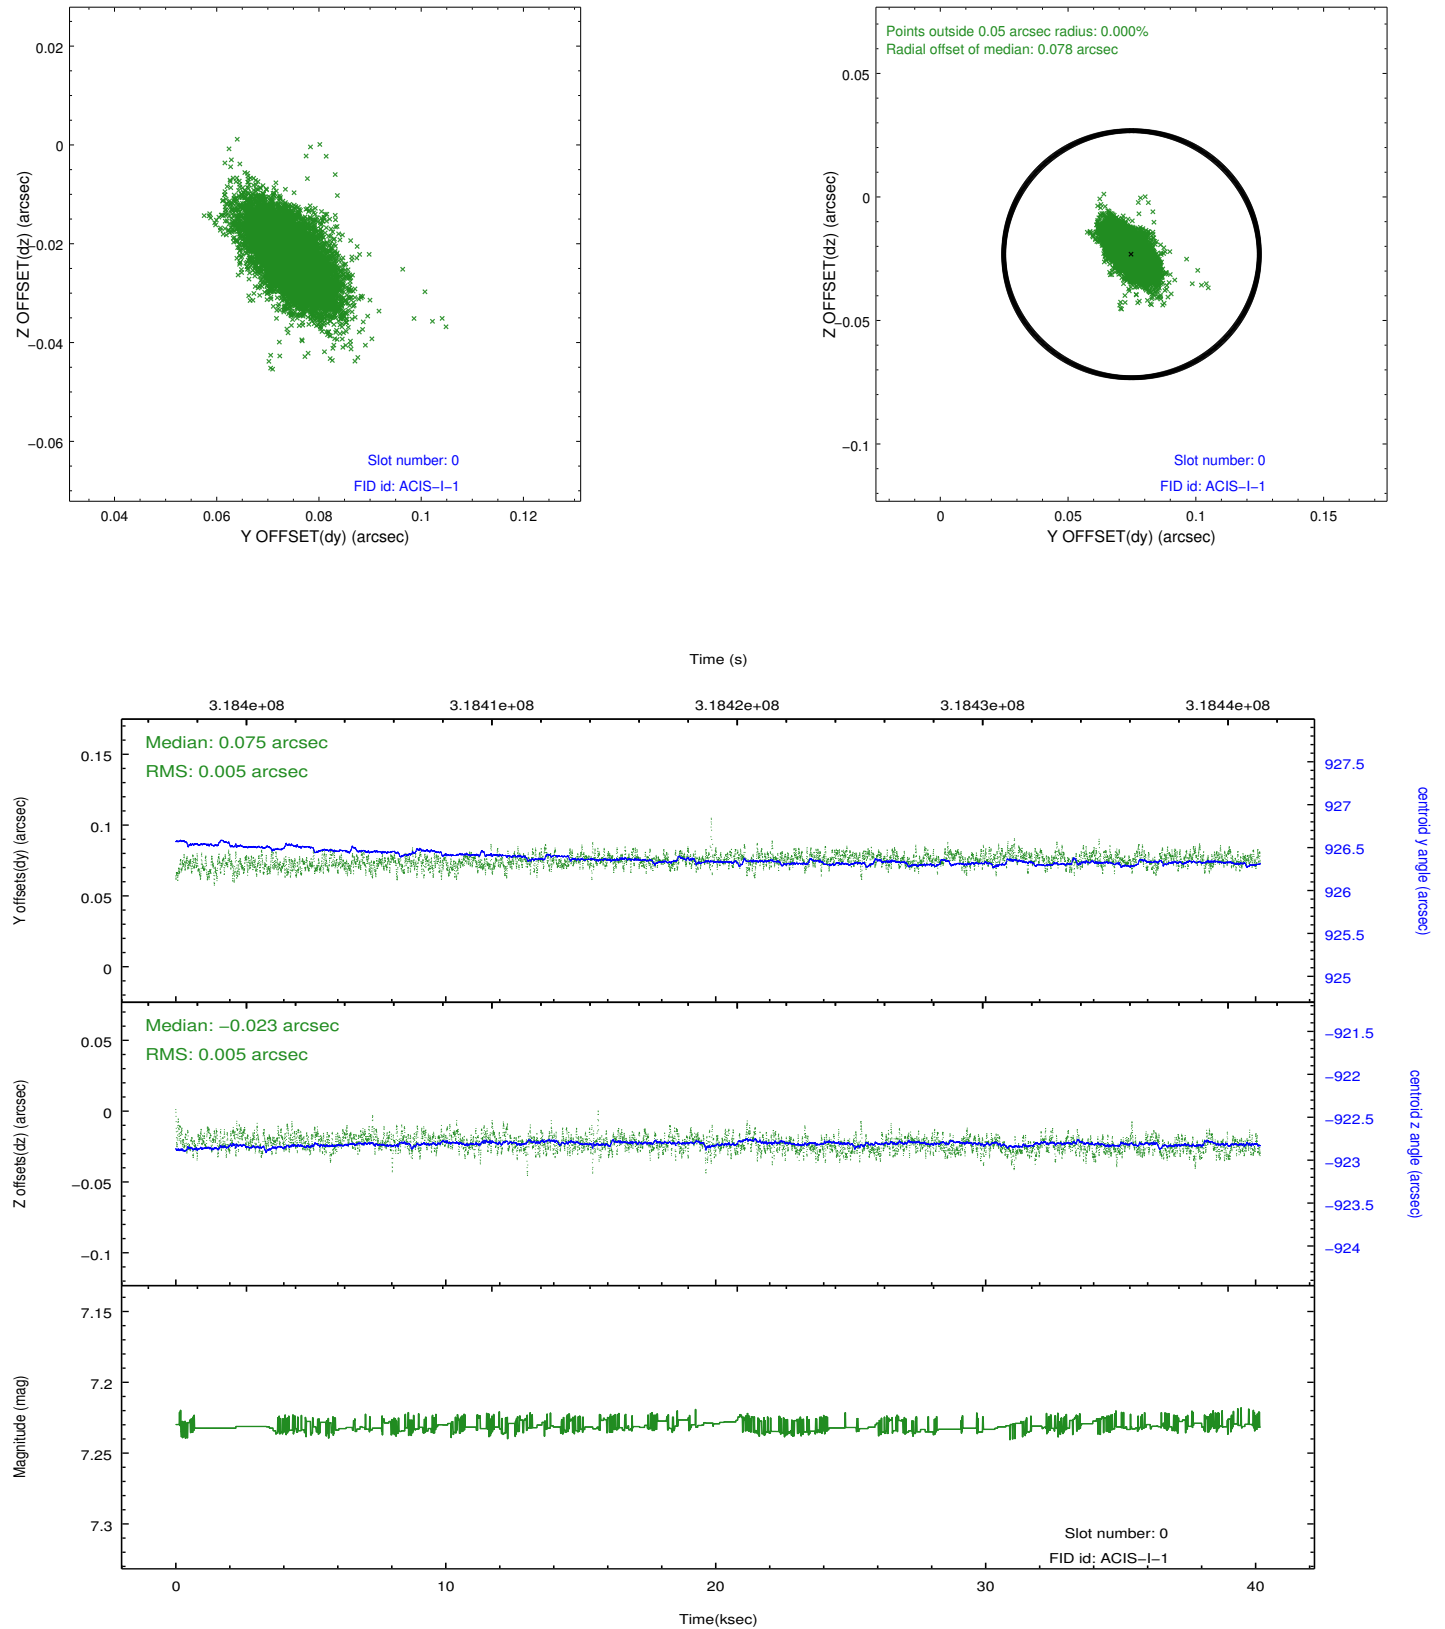 0.02
0
−0.02
−0.04
−0.06
0.04
0.06
0.08
0.1
0.12
Z OFFSET(dz) (arcsec)
Y OFFSET(dy) (arcsec)
Slot number: 0
FID id: ACIS−I−1
Points outside 0.05 arcsec radius: 0.000%
Radial offset of median: 0.078 arcsec
0.05
0
−0.05
−0.1
0
0.05
0.1
0.15
Z OFFSET(dz) (arcsec)
Y OFFSET(dy) (arcsec)
Slot number: 0
FID id: ACIS−I−1
Time (s)
3.184e+08
3.1841e+08
3.1842e+08
3.1843e+08
3.1844e+08
Median: 0.075 arcsec
RMS: 0.005 arcsec
0.15
0.1
0.05
0
Y offsets(dy) (arcsec)
927.5
927
926.5
926
925.5
925
centroid y angle (arcsec)
Median: −0.023 arcsec
RMS: 0.005 arcsec
0.05
0
−0.05
−0.1
Z offsets(dz) (arcsec)
−921.5
−922
−922.5
−923
−923.5
−924
centroid z angle (arcsec)
7.15
7.2
7.25
7.3
Magnitude (mag)
Slot number: 0
FID id: ACIS−I−1
0
10
20
30
40
Time(ksec)